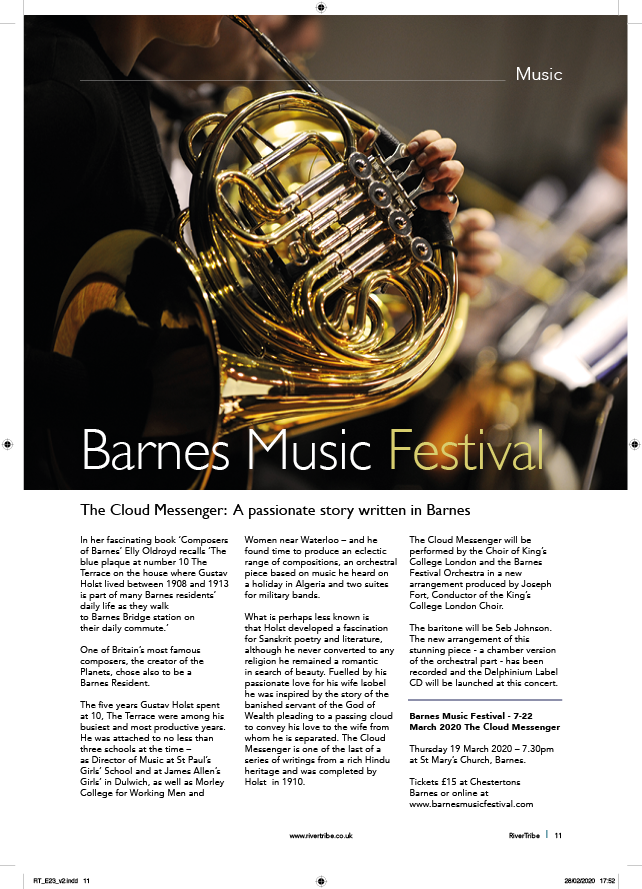 Music
Barnes Music Festival
The Cloud Messenger: A passionate story written in Barnes
In her fascinating book ‘Composers
of Barnes’ Elly Oldroyd recalls ‘The
blue plaque at number 10 The
Terrace on the house where Gustav
Holst lived between 1908 and 1913
is part of many Barnes residents’
daily life as they walk
to Barnes Bridge station on
their daily commute.’
One of Britain’s most famous
composers, the creator of the
Planets, chose also to be a
Barnes Resident.
The five years Gustav Holst spent
at 10, The Terrace were among his
busiest and most productive years.
He was attached to no less than
three schools at the time –
as Director of Music at St Paul’s
Girls’ School and at James Allen’s
Girls’ in Dulwich, as well as Morley
College for Working Men and
Women near Waterloo – and he
found time to produce an eclectic
range of compositions, an orchestral
piece based on music he heard on
a holiday in Algeria and two suites
for military bands.
What is perhaps less known is
that Holst developed a fascination
for Sanskrit poetry and literature,
although he never converted to any
religion he remained a romantic
in search of beauty. Fuelled by his
passionate love for his wife Isobel
he was inspired by the story of the
banished servant of the God of
Wealth pleading to a passing cloud
to convey his love to the wife from
whom he is separated. The Cloud
Messenger is one of the last of a
series of writings from a rich Hindu
heritage and was completed by
Holst in 1910.
The Cloud Messenger will be
performed by the Choir of King’s
College London and the Barnes
Festival Orchestra in a new
arrangement produced by Joseph
Fort, Conductor of the King’s
College London Choir.
The baritone will be Seb Johnson.
The new arrangement of this
stunning piece - a chamber version
of the orchestral part - has been
recorded and the Delphinium Label
CD will be launched at this concert.
Barnes Music Festival - 7-22
March 2020 The Cloud Messenger
Thursday 19 March 2020 – 7.30pm
at St Mary’s Church, Barnes.
Tickets £15 at Chestertons
Barnes or online at
www.barnesmusicfestival.com
www.rivertribe.co.uk
RiverTribe | 11
RT_E23_v2.indd 11
28/02/2020 17:52